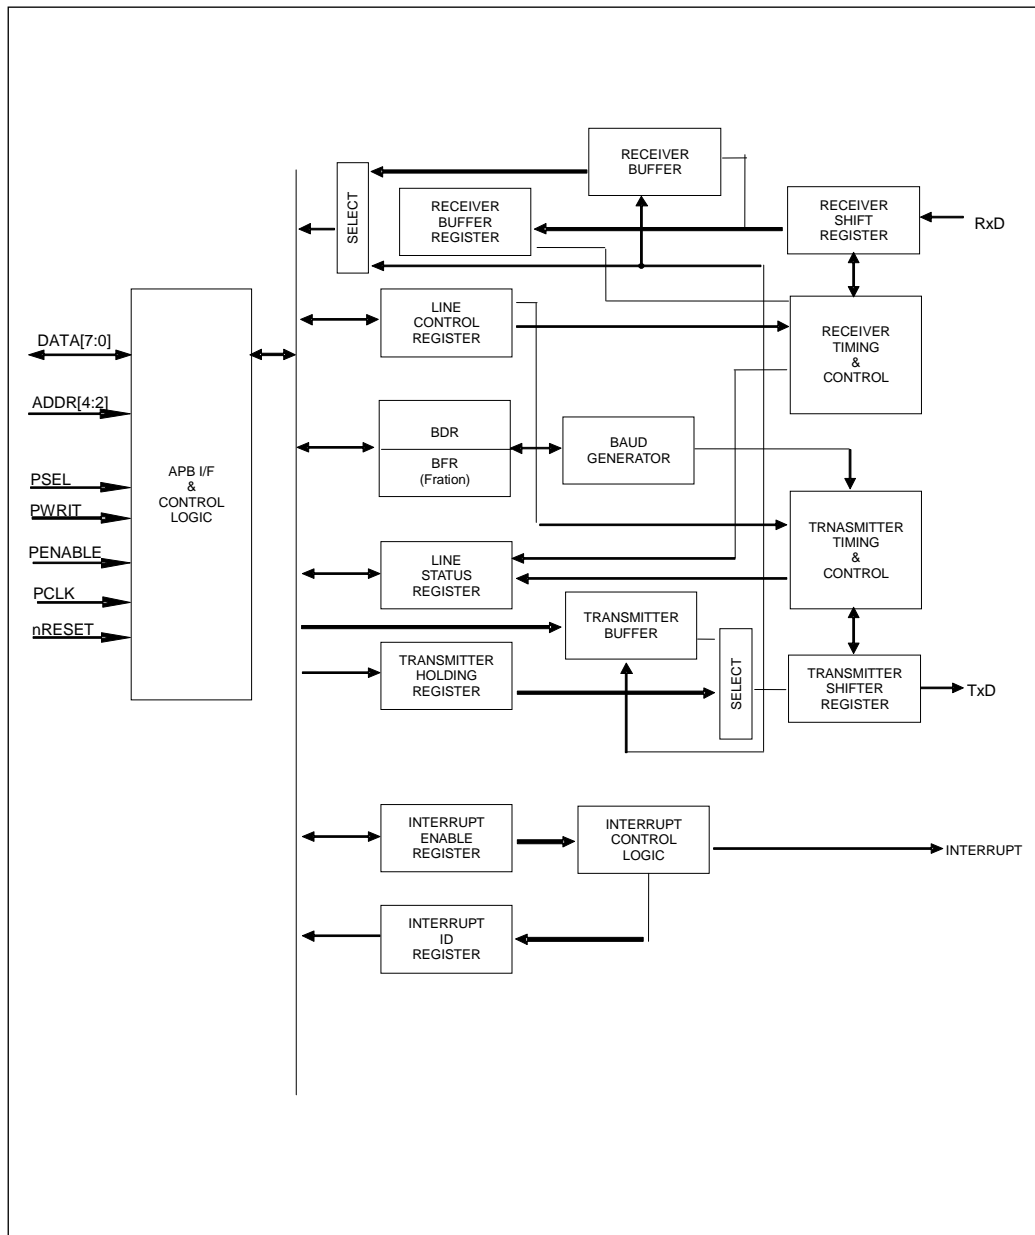 RECEIVER
BUFFER
SELECT
RECEIVER
BUFFER
REGISTER
RECEIVER
SHIFT
REGISTER
RxD
LINE
CONTROL
REGISTER
RECEIVER
TIMING
&
CONTROL
DATA[7:0]
ADDR[4:2]
PSEL
PWRIT
PENABLE
PCLK
nRESET
APB I/F
&
CONTROL
LOGIC
BDR
BFR
(Fration)
BAUD
GENERATOR
TRNASMITTER
TIMING
&
CONTROL
LINE
STATUS
REGISTER
TRANSMITTER
BUFFER
TRANSMITTER
HOLDING
REGISTER
SELECT
TRANSMITTER
SHIFTER
REGISTER
TxD
INTERRUPT
ENABLE
REGISTER
INTERRUPT
CONTROL
LOGIC
INTERRUPT
INTERRUPT
ID
REGISTER